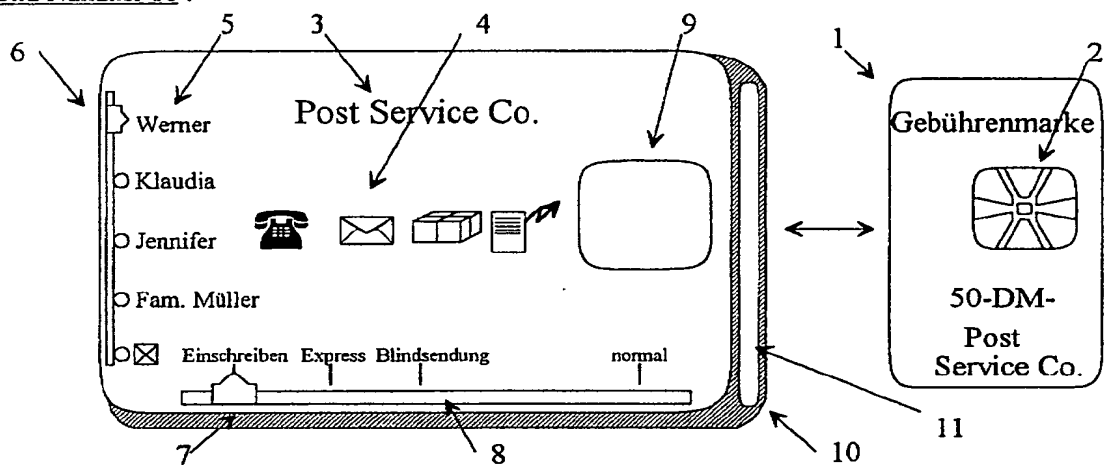 6
5
3
4
9
1
2
Werner
Post Service Co.
Gebührenmarke
Klaudia
Jennifer
Fam. Müller
50-DM-
Post
Service Co.
Einschreiben Express Blindsendung normal
7
8
10
11